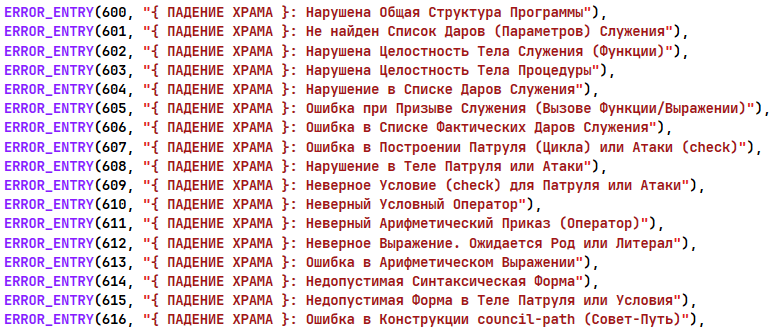 ERROR_ENTRY(600, "{ ПАДЕНИЕ ХРАМА }: Нарушена Общая Структура Программы"),
ERROR_ENTRY(601, "{ ПАДЕНИЕ ХРАМА }: Не найден Список Даров (Параметров) Служения"),
ERROR_ENTRY(602, "{ ПАДЕНИЕ ХРАМА }: Нарушена Целостность Тела Служения (Функции)"),
ERROR_ENTRY(603, "{ ПАДЕНИЕ ХРАМА }: Нарушена Целостность Тела Процедуры"),
ERROR_ENTRY(604, "{ ПАДЕНИЕ ХРАМА }: Нарушение в Списке Даров Служения"),
ERROR_ENTRY(605, "{ ПАДЕНИЕ ХРАМА }: Ошибка при Призыве Служения (Вызове Функции/Выражении)"),
ERROR_ENTRY(606, "{ ПАДЕНИЕ ХРАМА }: Ошибка в Списке Фактических Даров Служения"),
ERROR_ENTRY(607, "{ ПАДЕНИЕ ХРАМА }: Ошибка в Построении Патруля (Цикла) или Атаки (check)"),
ERROR_ENTRY(608, "{ ПАДЕНИЕ ХРАМА }: Нарушение в Теле Патруля или Атаки"),
ERROR_ENTRY(609, "{ ПАДЕНИЕ ХРАМА }: Неверное Условие (check) для Патруля или Атаки"),
ERROR_ENTRY(610, "{ ПАДЕНИЕ ХРАМА }: Неверный Условный Оператор"),
ERROR_ENTRY(611, "{ ПАДЕНИЕ ХРАМА }: Неверный Арифметический Приказ (Оператор)"),
ERROR_ENTRY(612, "{ ПАДЕНИЕ ХРАМА }: Неверное Выражение. Ожидается Род или Литерал"),
ERROR_ENTRY(613, "{ ПАДЕНИЕ ХРАМА }: Ошибка в Арифметическом Выражении"),
ERROR_ENTRY(614, "{ ПАДЕНИЕ ХРАМА }: Недопустимая Синтаксическая Форма"),
ERROR_ENTRY(615, "{ ПАДЕНИЕ ХРАМА }: Недопустимая Форма в Теле Патруля или Условия"),
ERROR_ENTRY(616, "{ ПАДЕНИЕ ХРАМА }: Ошибка в Конструкции council-path (Совет-Путь)"),